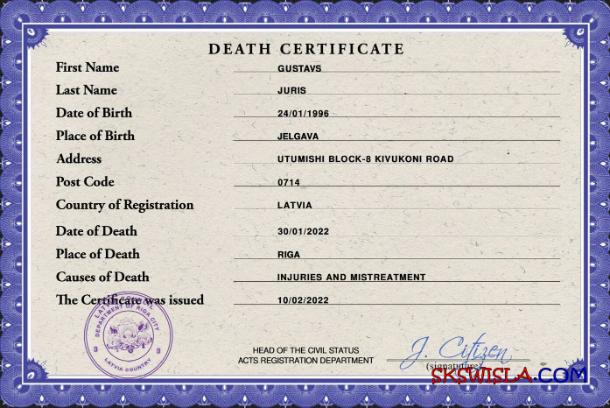 DEATH CERTIFICATE
First Name GUSTAVS
Last Name JURIS
Date of Birth 24/01/1996
Place of Birth JELGAVA
Address UTUMISHI BLOCK-8 KIVUKONI ROAD
Post Code 0714
Country of Registration LATVIA
Date of Death 30/01/2022
Place of Death RIGA
Causes of Death INJURIES AND MISTREATMENT
The Certificate was issued 10/02/2022
DEPARTMENT OF RIGA CITY
LATVIA COUNTRY
HEAD OF THE CIVIL STATUS
ACTS REGISTRATION DEPARTMENT
J. Citizen
(signature)
SKSWISLA.COM